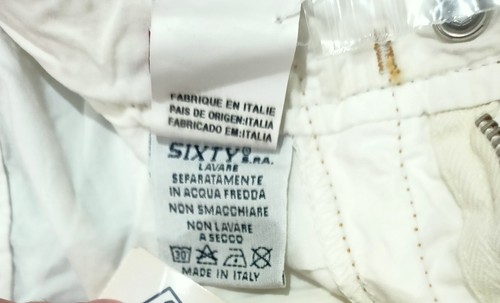 FABRIQUE EN ITALIE
PAIS DE ORIGEN:ITALIA
FABRICADO EM:ITALIA
SIXTY S.P.A.
LAVARE
SEPARATAMENTE
IN ACQUA FREDDA
NON SMACCHIARE
NON LAVARE
A SECCO
30
MADE IN ITALY